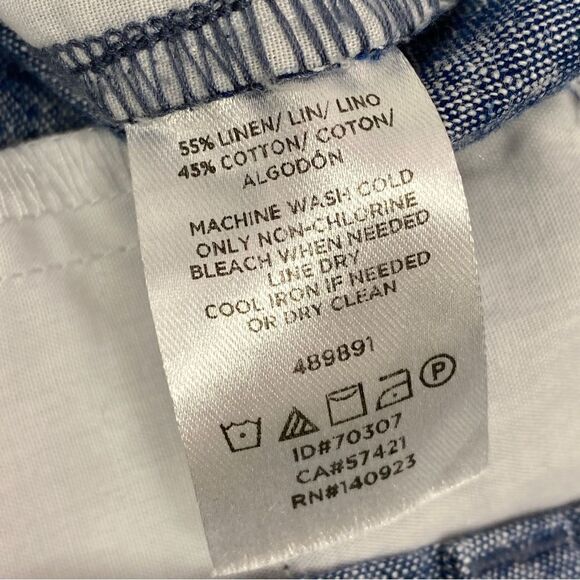 55% LINEN/ LIN/ LINO
45% COTTON/ COTON/
ALGODÓN
MACHINE WASH COLD
ONLY NON-CHLORINE
BLEACH WHEN NEEDED
LINE DRY
COOL IRON IF NEEDED
OR DRY CLEAN
489891
P
ID#70307
CA#57421
RN#140923